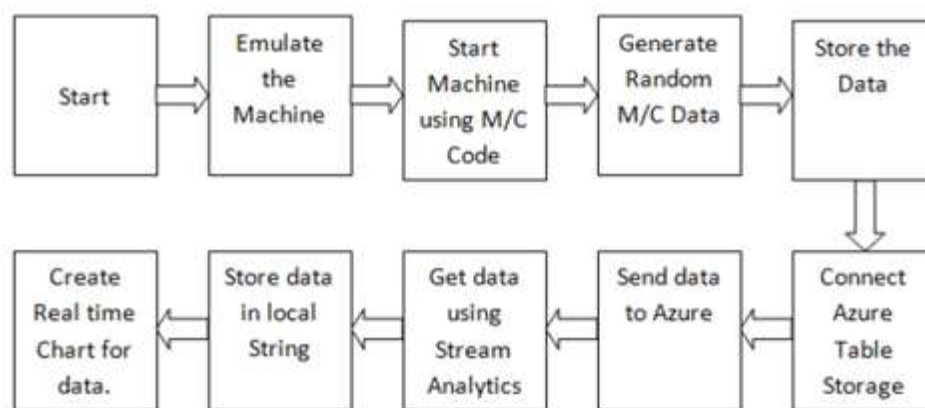 Start
Emulate
the
Machine
Start
Machine
using M/C
Code
Generate
Random
M/C Data
Store the
Data
Connect
Azure
Table
Storage
Send data
to Azure
Get data
using
Stream
Analytics
Store data
in local
String
Create
Real time
Chart for
data.